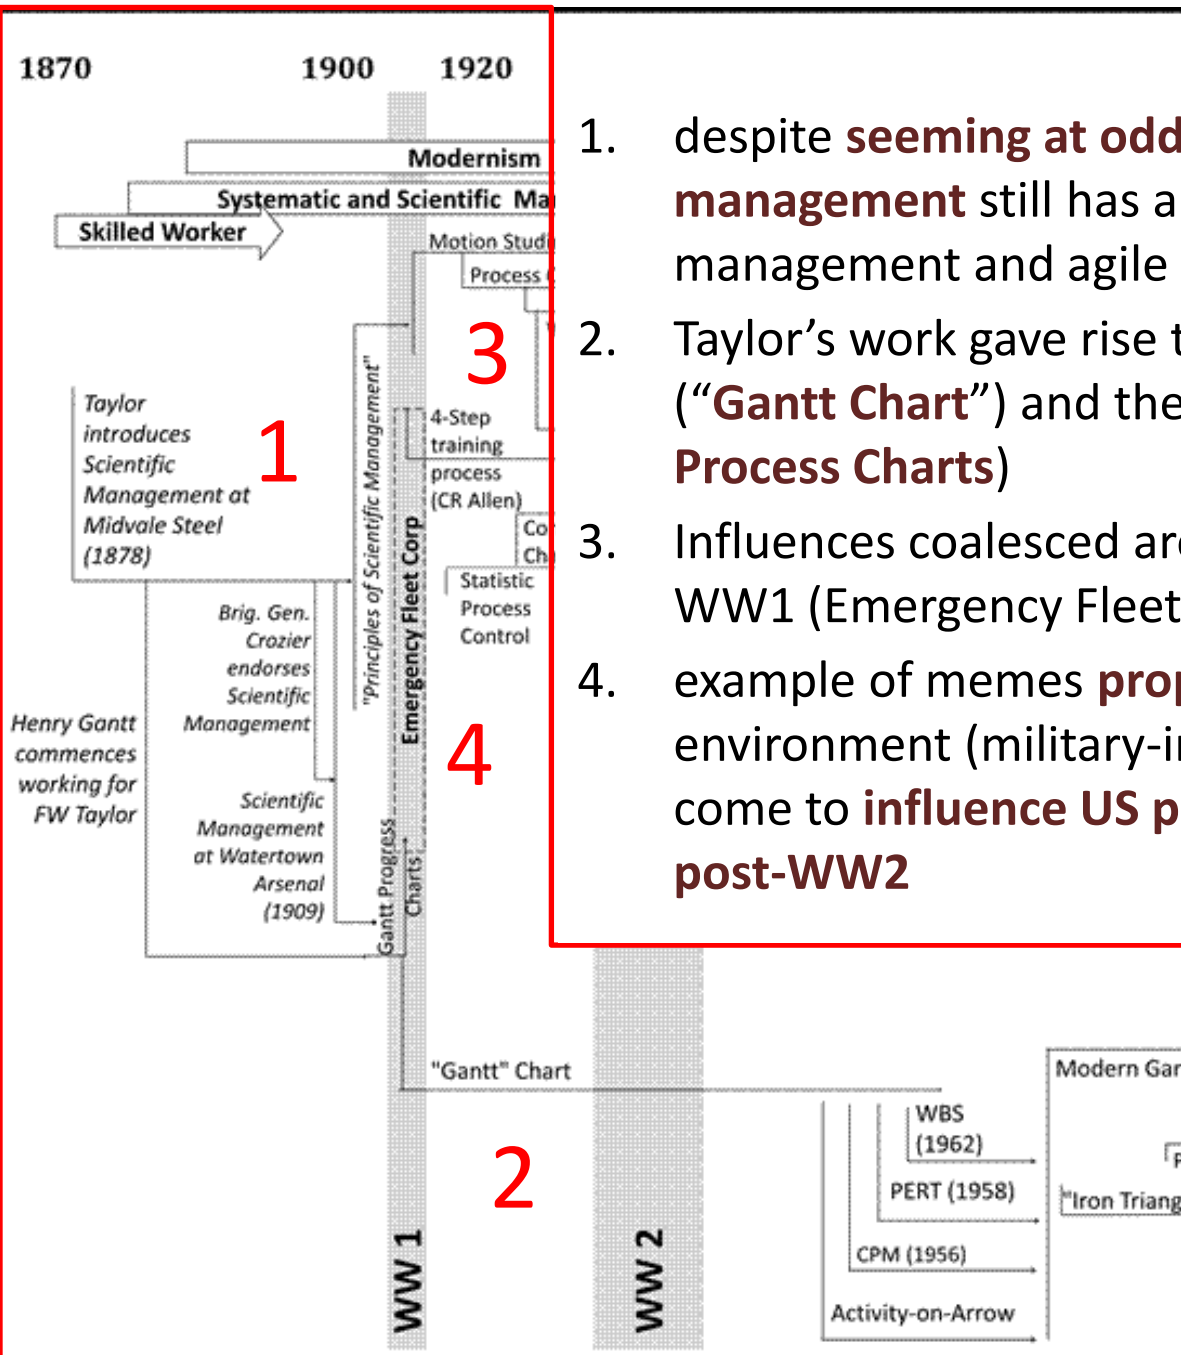 1870 1900 1920
Modernism
Systematic and Scientific Ma
Skilled Worker
Motion Studi
Process
3
1
Taylor
introduces
Scientific
Management at
Midvale Steel
(1878)
"Principles of Scientific Management"
4-Step
training
process
(CR Allen)
Co
Ch
Statistic
Process
Control
Emergency Fleet Corp
Brig. Gen.
Crozier
endorses
Scientific
Management
Henry Gantt
commences
working for
FW Taylor
4
Scientific
Management
at Watertown
Arsenal
(1909)
Gantt Progress
Charts
1. despite seeming at odd
management still has a
management and agile
2. Taylor's work gave rise t
("Gantt Chart") and the
Process Charts)
3. Influences coalesced aro
WW1 (Emergency Fleet
4. example of memes prop
environment (military-in
come to influence US p
post-WW2
"Gantt" Chart
Modern Gan
WBS
(1962)
PERT (1958)
"Iron Triang
2
CPM (1956)
Activity-on-Arrow
WW 1
WW 2